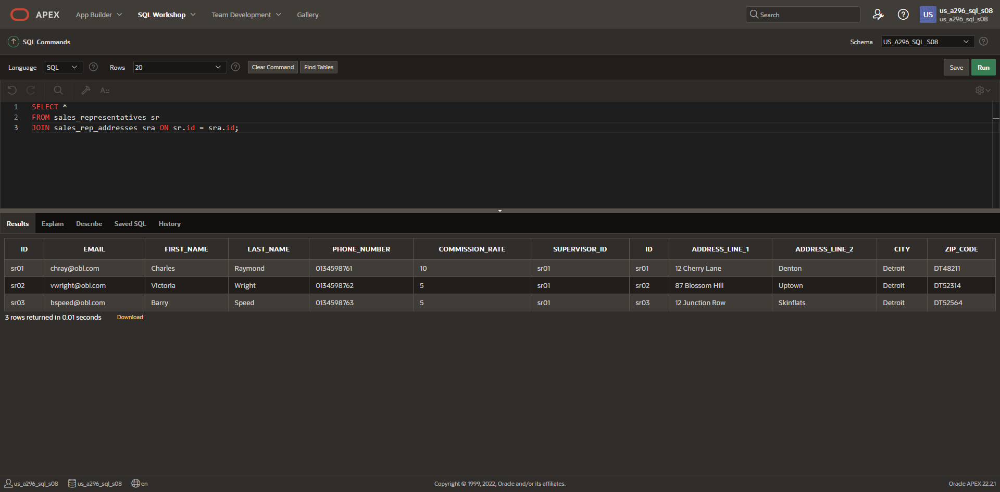 APEX App Builder SQL Workshop Team Development Gallery Search US us_a296_sql_s08
us_a296_sql_s08
SQL Commands Schema US_A296_SQL_S08
Language SQL Rows 20 Clear Command Find Tables Save Run
A::
1 SELECT *
2 FROM sales_representatives sr
3 JOIN sales_rep_addresses sra ON sr.id = sra.id;
Results Explain Describe Saved SQL History
ID EMAIL FIRST_NAME LAST_NAME PHONE_NUMBER COMMISSION_RATE SUPERVISOR_ID ID ADDRESS_LINE_1 ADDRESS_LINE_2 CITY ZIP_CODE
sr01 chray@obl.com Charles Raymond 0134598761 10 sr01 sr01 12 Cherry Lane Denton Detroit DT48211
sr02 vwright@obl.com Victoria Wright 0134598762 5 sr01 sr02 87 Blossom Hill Uptown Detroit DT52314
sr03 bspeed@obl.com Barry Speed 0134598763 5 sr01 sr03 12 Junction Row Skinflats Detroit DT52564
3 rows returned in 0.01 seconds Download
us_a296_sql_s08 us_a296_sql_s08 en Copyright © 1999, 2022, Oracle and/or its affiliates. Oracle APEX 22.2.1